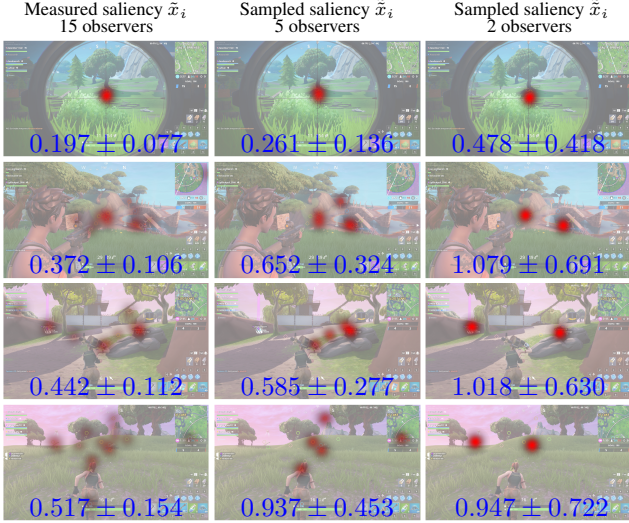 Measured saliency x̃ᵢ Sampled saliency x̃ᵢ Sampled saliency x̃ᵢ
15 observers 5 observers 2 observers
0.197 ± 0.077 0.261 ± 0.136 0.478 ± 0.418
0.372 ± 0.106 0.652 ± 0.324 1.079 ± 0.691
0.442 ± 0.112 0.585 ± 0.277 1.018 ± 0.630
0.517 ± 0.154 0.937 ± 0.453 0.947 ± 0.722